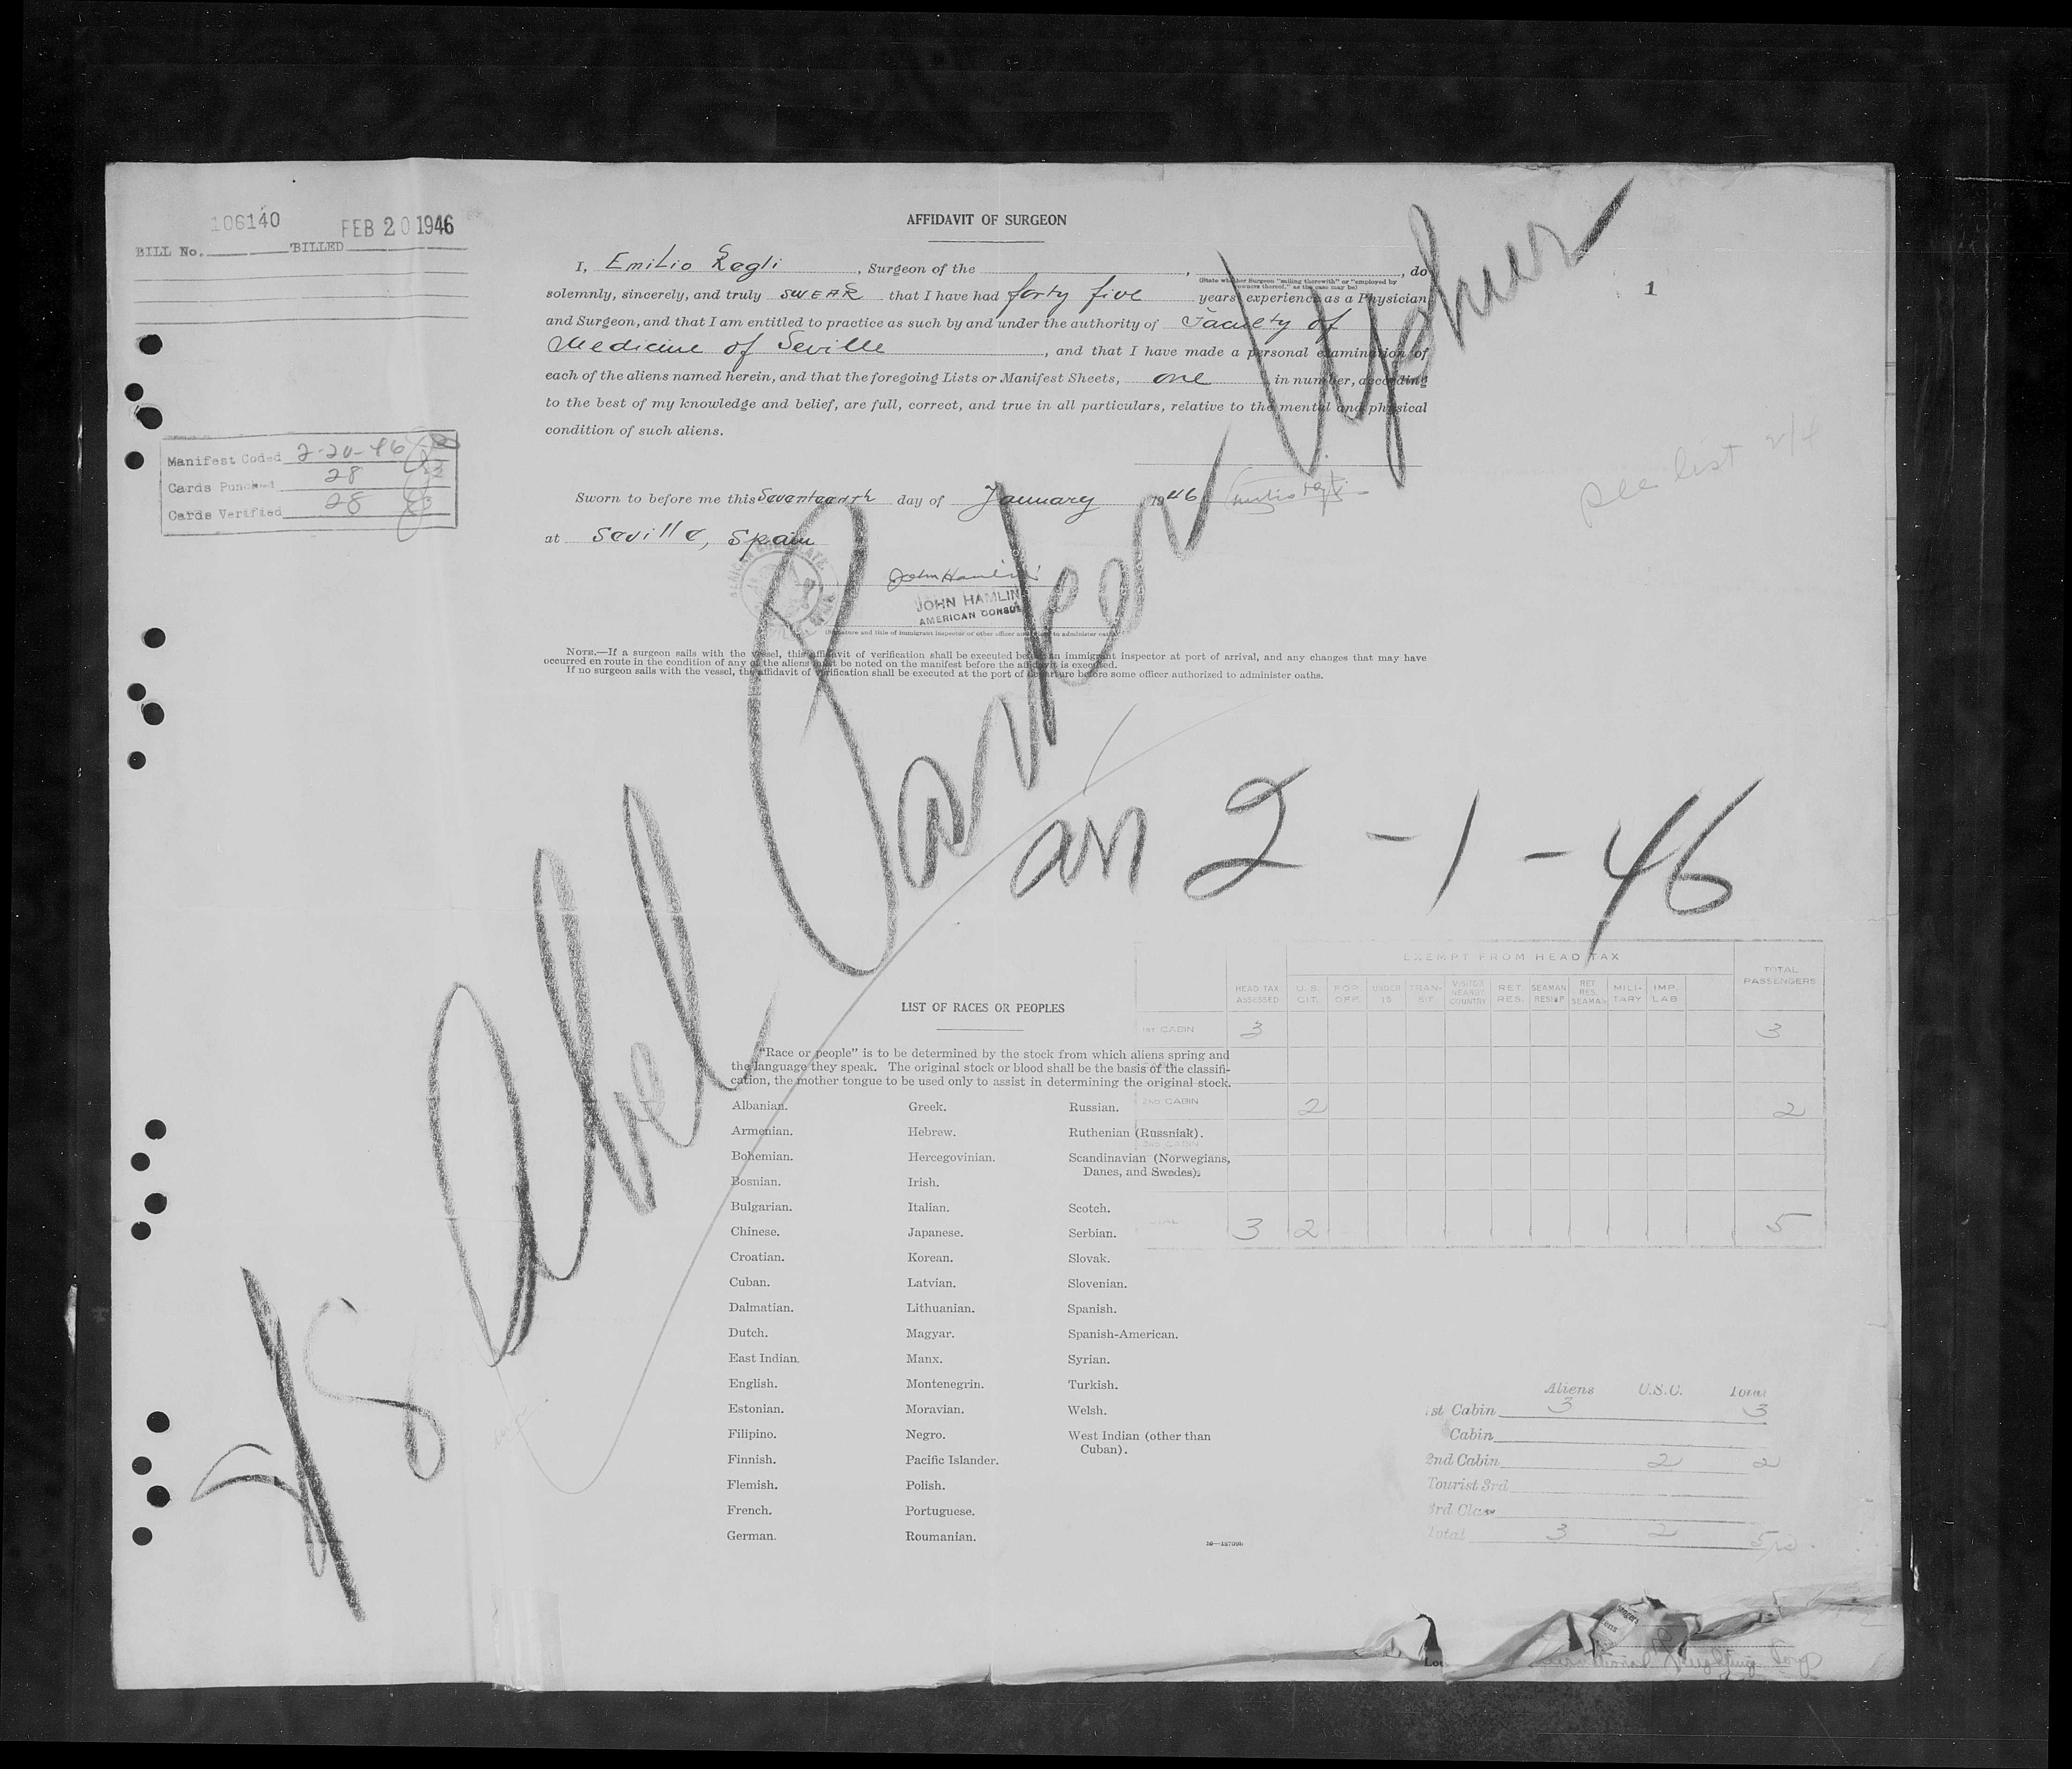 106140 FEB 20 1946
BILL No. BILLED
AFFIDAVIT OF SURGEON
I, Emilio , Surgeon of the , , do
(State whether Surgeon "sailing therewith" or "employed by
owners thereof," as the case may be)
solemnly, sincerely, and truly SWEAR that I have had forty five years experience as a Physician
and Surgeon, and that I am entitled to practice as such by and under the authority of Faculty of
Medicine of Seville , and that I have made a personal examination of
each of the aliens named herein, and that the foregoing Lists or Manifest Sheets, one in number, according
to the best of my knowledge and belief, are full, correct, and true in all particulars, relative to the mental and physical
condition of such aliens.
1
Manifest Coded 2-20-46
Cards Punched 28
Cards Verified 28
see list
Sworn to before me this Seventeenth day of January 1946
at Seville, Spain
John Hamlin
JOHN HAMLIN
AMERICAN CONSUL
(Signature and title of immigrant inspector or other officer authorized to administer oaths)
NOTE.—If a surgeon sails with the vessel, this affidavit of verification shall be executed before an immigrant inspector at port of arrival, and any changes that may have
occurred en route in the condition of any of the aliens must be noted on the manifest before the affidavit is executed.
If no surgeon sails with the vessel, the affidavit of verification shall be executed at the port of departure before some officer authorized to administer oaths.
Abel Parker Upshur
arr 2-1-46
EXEMPT FROM HEAD TAX
HEAD TAX ASSESSED U.S. CIT. FOR. OFF. UNDER 16 TRAN-SIT VISITOR NEARBY COUNTRY RET. RES. SEAMAN RESHIP RET. RES. SEAMAN MILI-TARY IMP. LAB TOTAL PASSENGERS
1ST CABIN 3 3
2ND CABIN 2 2
3 2 5
LIST OF RACES OR PEOPLES
"Race or people" is to be determined by the stock from which aliens spring and
the language they speak. The original stock or blood shall be the basis of the classifi-
cation, the mother tongue to be used only to assist in determining the original stock.
Albanian. Greek. Russian.
Armenian. Hebrew. Ruthenian (Russniak).
Bohemian. Hercegovinian. Scandinavian (Norwegians,
Danes, and Swedes).
Bosnian. Irish.
Bulgarian. Italian. Scotch.
Chinese. Japanese. Serbian.
Croatian. Korean. Slovak.
Cuban. Latvian. Slovenian.
Dalmatian. Lithuanian. Spanish.
Dutch. Magyar. Spanish-American.
East Indian. Manx. Syrian.
English. Montenegrin. Turkish.
Estonian. Moravian. Welsh.
Filipino. Negro. West Indian (other than
Cuban).
Finnish. Pacific Islander.
Flemish. Polish.
French. Portuguese.
German. Roumanian.
Aliens U.S.C. Total
1st Cabin 3 3
Cabin
2nd Cabin 2 2
Tourist 3rd
3rd Class
Total 3 2 5